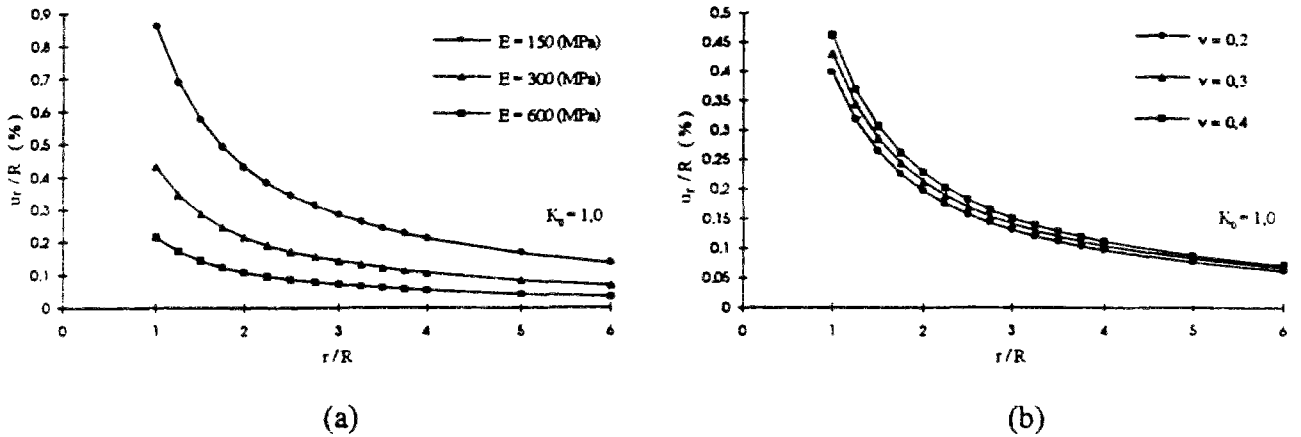 0,9
0,8
0,7
0,6
0,5
0,4
0,3
0,2
0,1
0
ur / R (%)
E = 150 (MPa)
E = 300 (MPa)
E = 600 (MPa)
K₀ = 1,0
0 1 2 3 4 5 6
r / R
(a)
0,5
0,45
0,4
0,35
0,3
0,25
0,2
0,15
0,1
0,05
0
uᵣ / R (%)
ν = 0,2
ν = 0,3
ν = 0,4
K₀ = 1,0
0 1 2 3 4 5 6
r / R
(b)